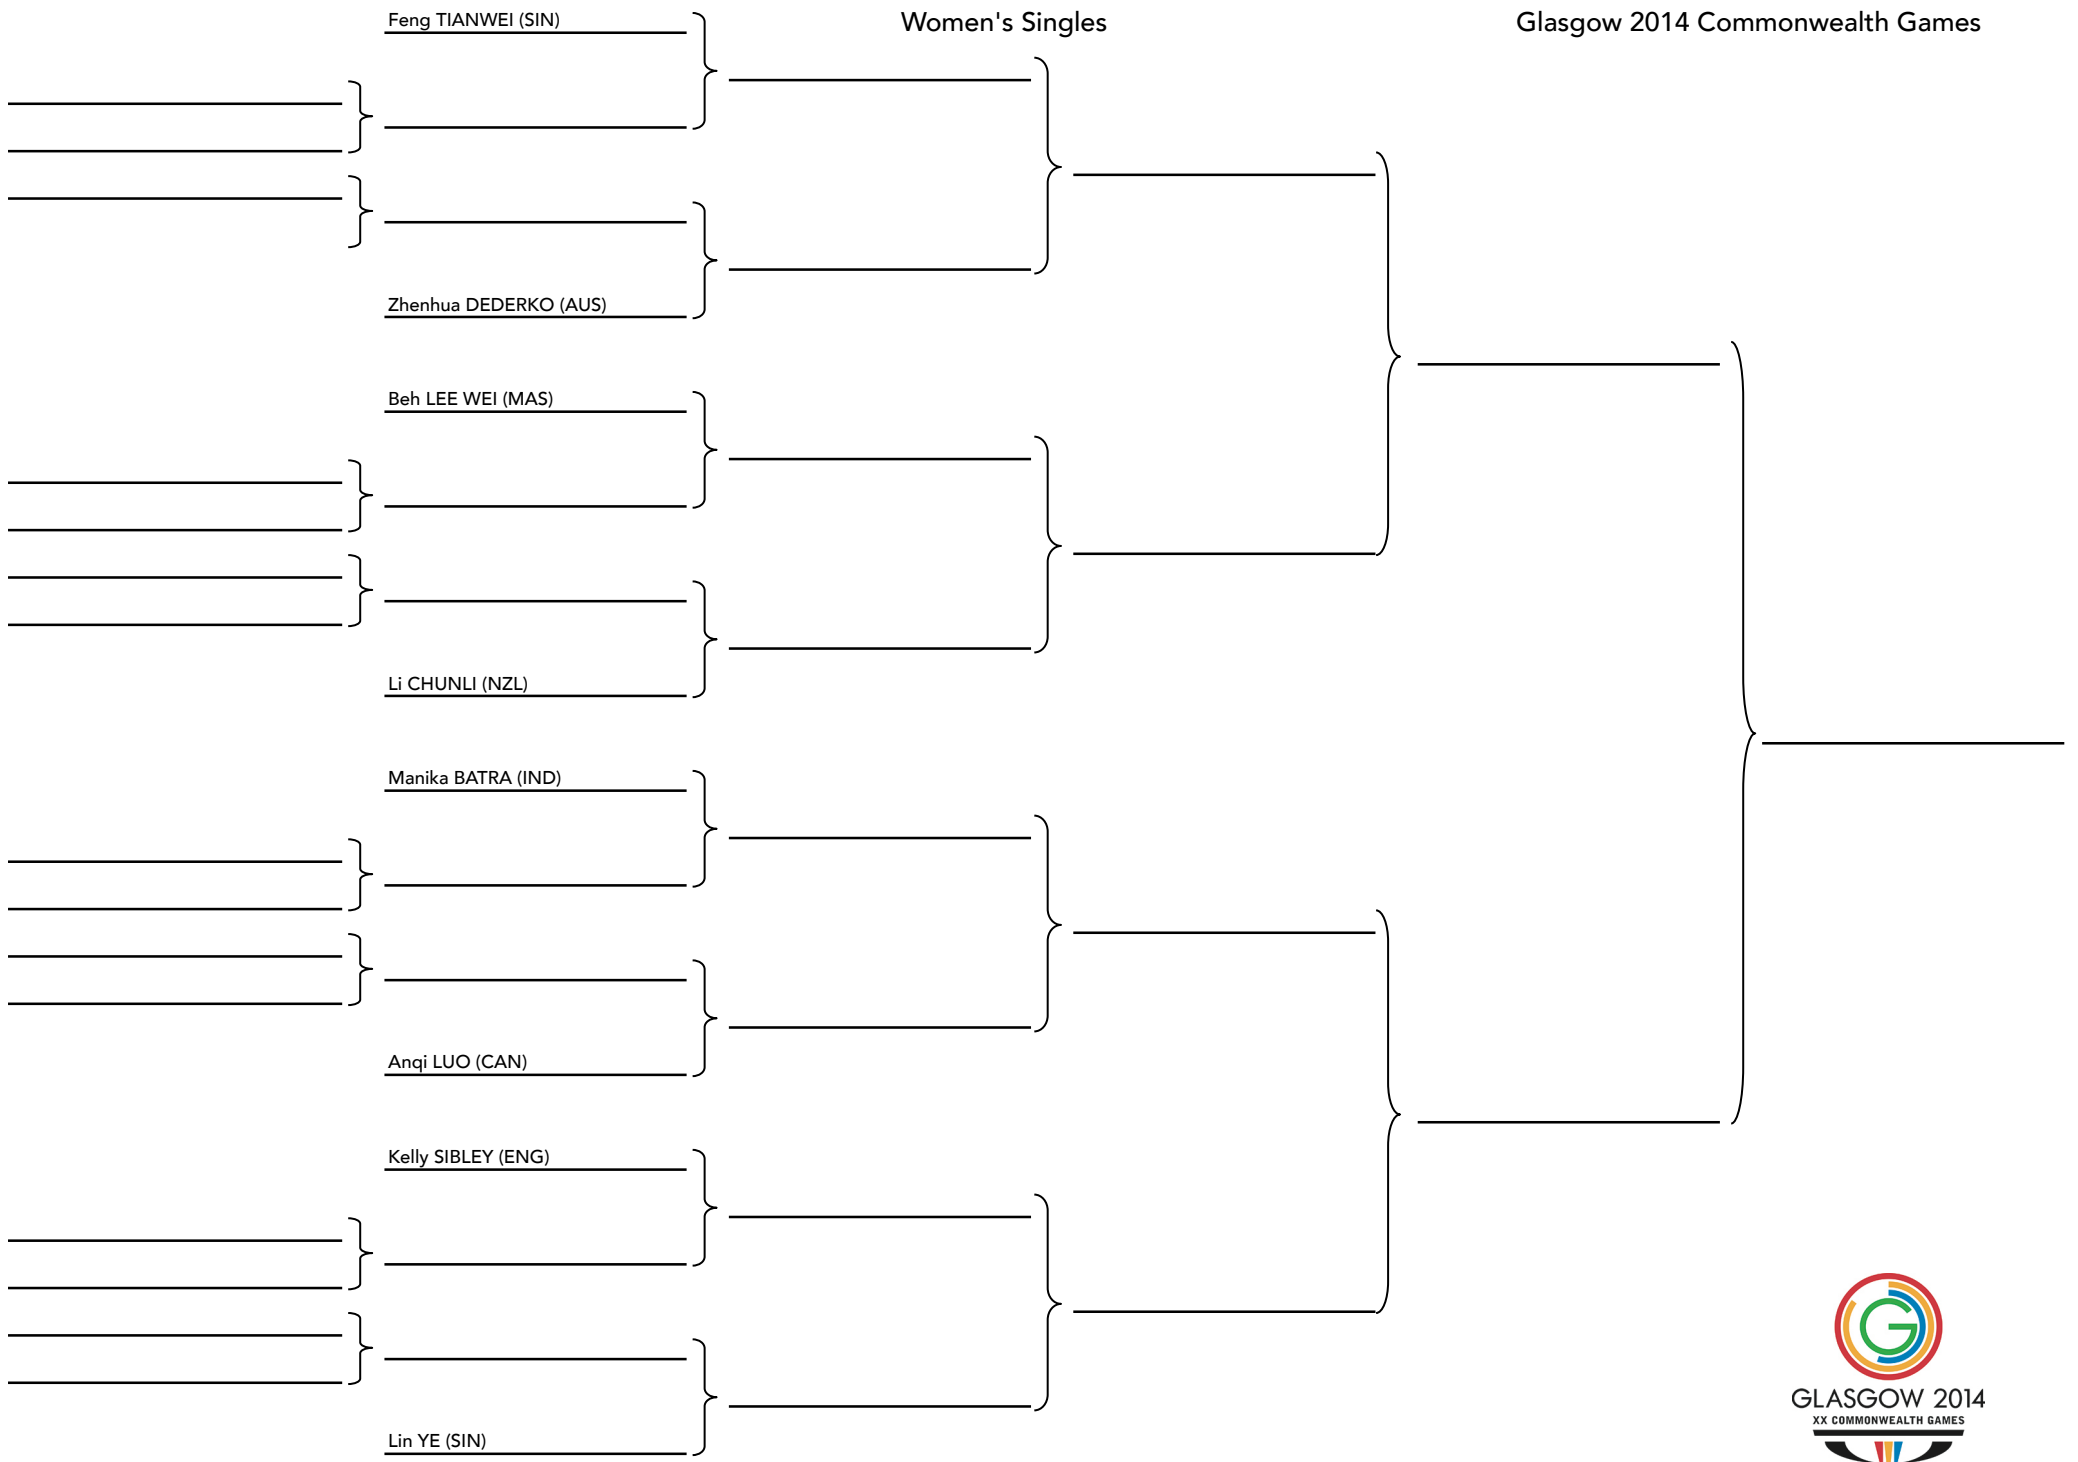 Feng TIANWEI (SIN)
Women's Singles
Glasgow 2014 Commonwealth Games
Zhenhua DEDERKO (AUS)
Beh LEE WEI (MAS)
Li CHUNLI (NZL)
Manika BATRA (IND)
Anqi LUO (CAN)
Kelly SIBLEY (ENG)
Lin YE (SIN)
G
GLASGOW 2014
XX COMMONWEALTH GAMES